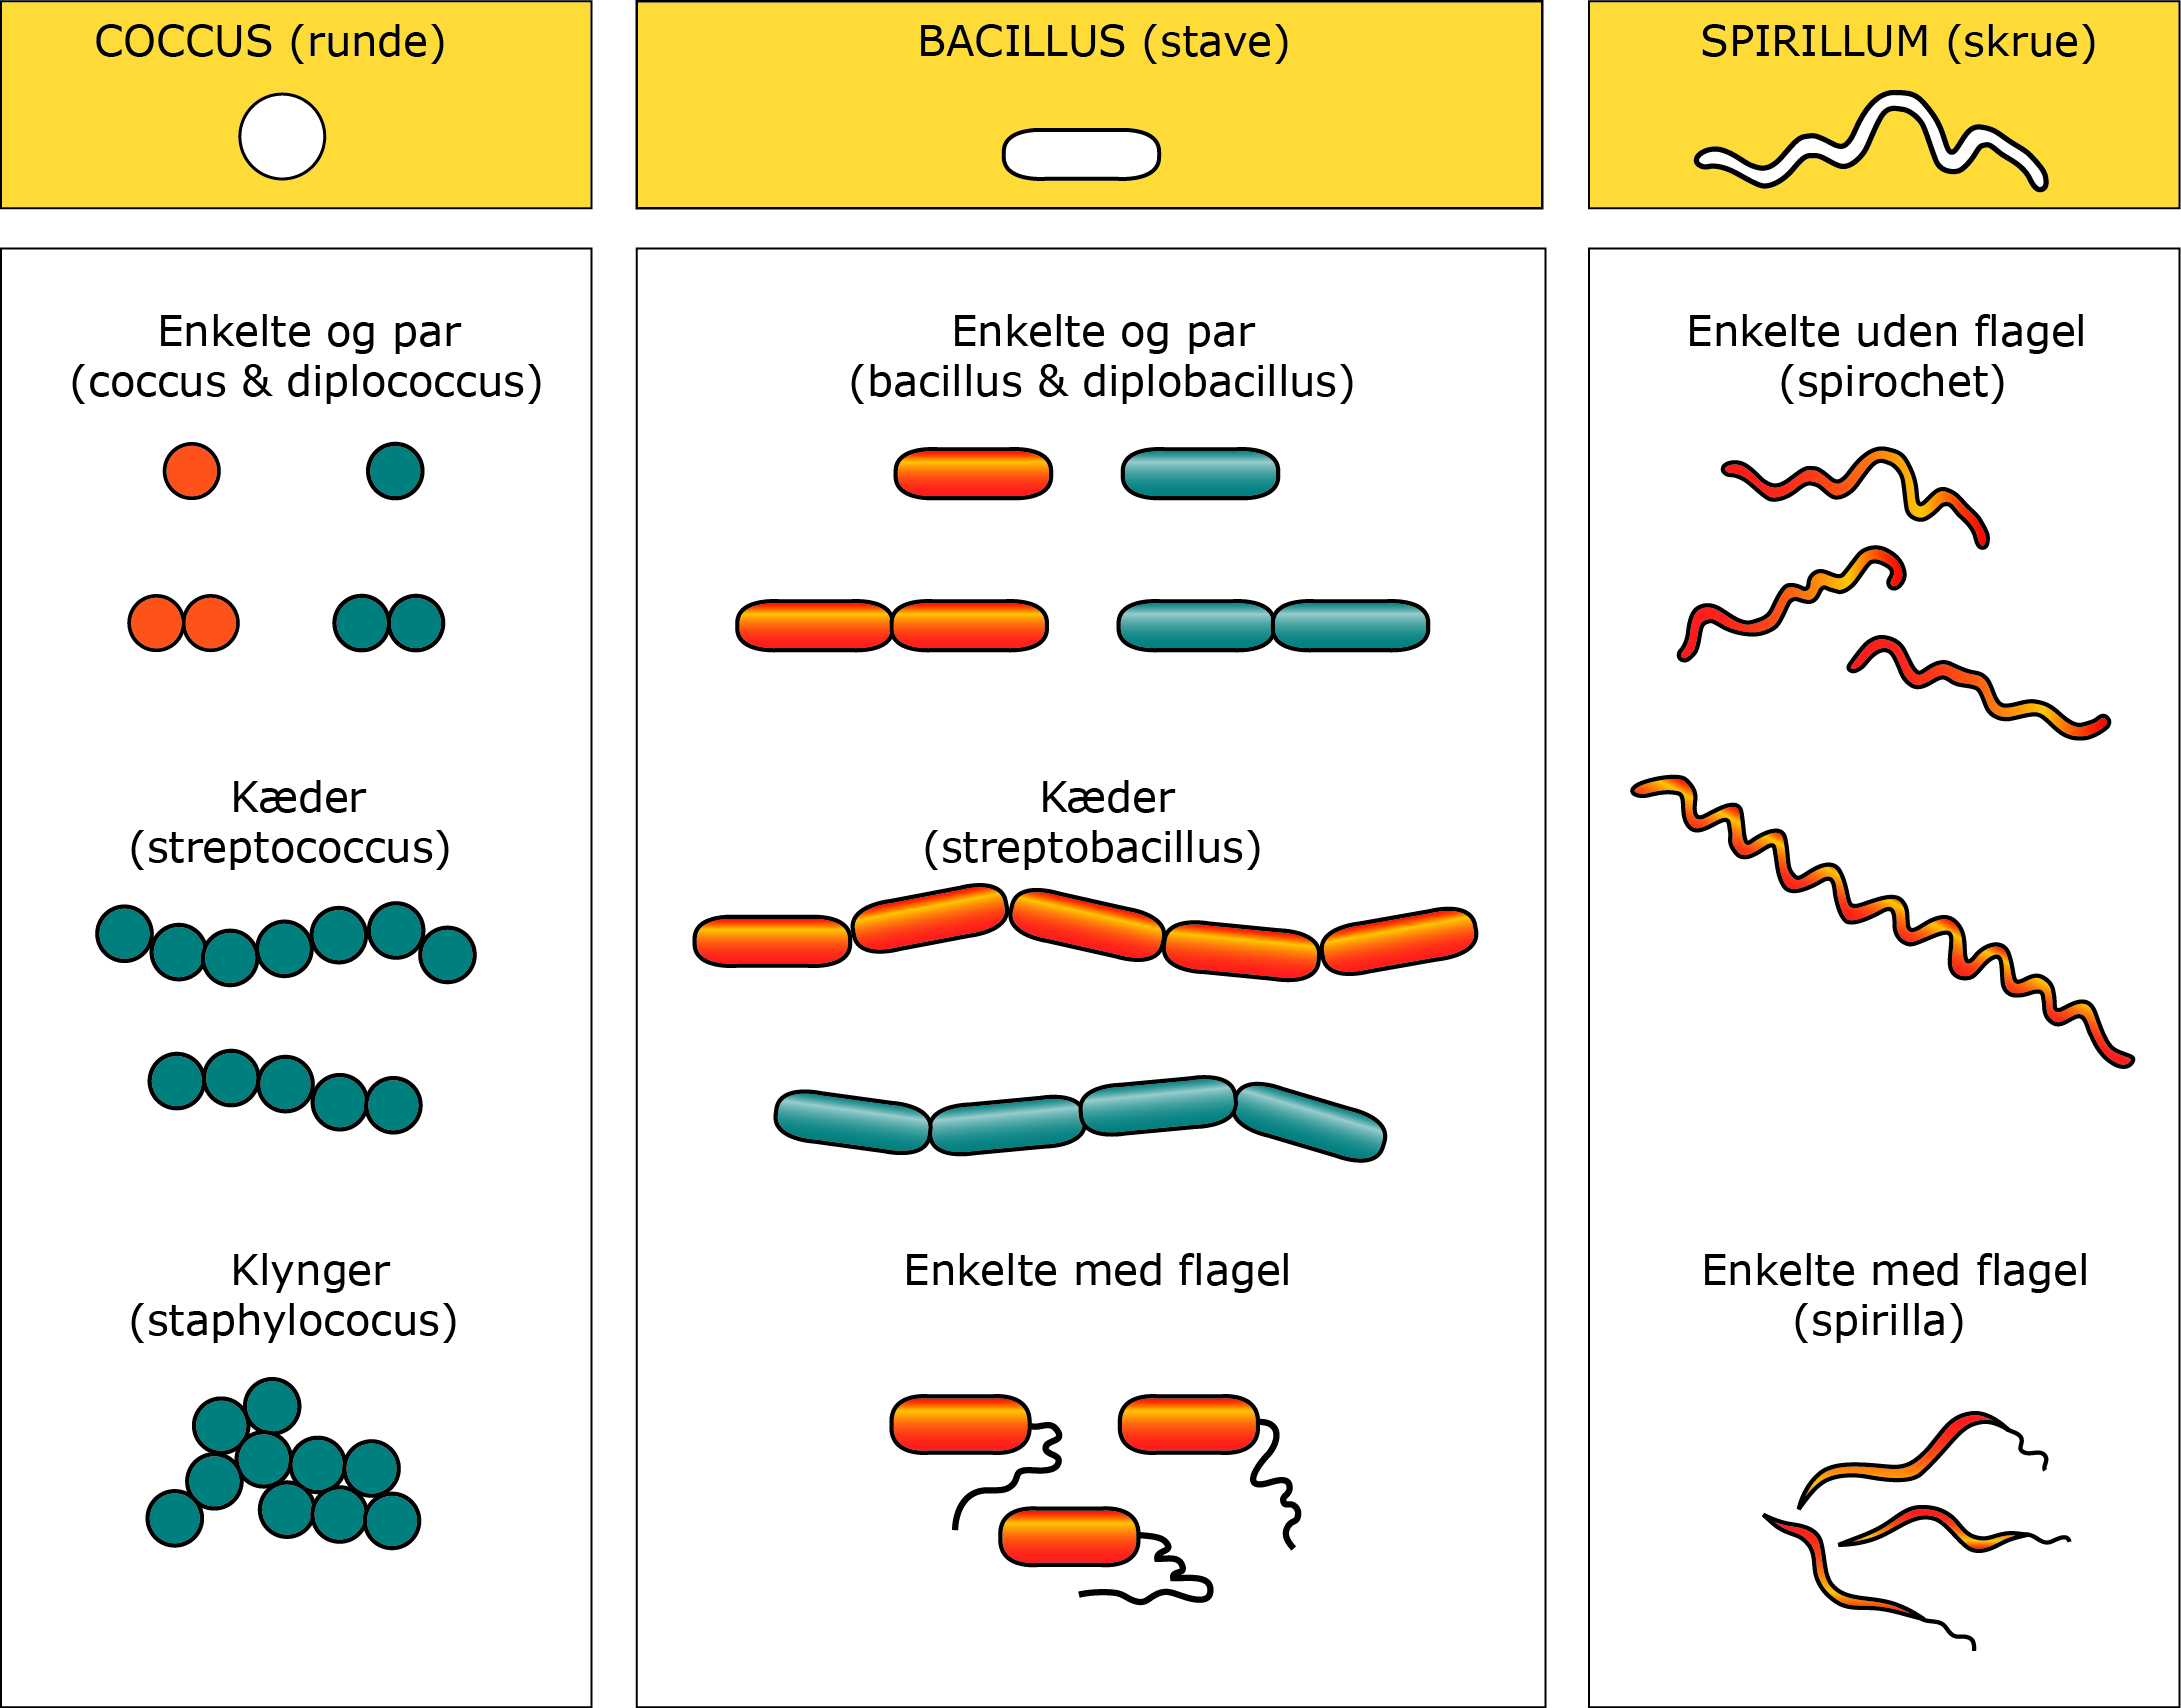 COCCUS (runde)
Enkelte og par
(coccus & diplococcus)
Kæder
(streptococcus)
Klynger
(staphylococus)
BACILLUS (stave)
Enkelte og par
(bacillus & diplobacillus)
Kæder
(streptobacillus)
Enkelte med flagel
SPIRILLUM (skrue)
Enkelte uden flagel
(spirochet)
Enkelte med flagel
(spirilla)